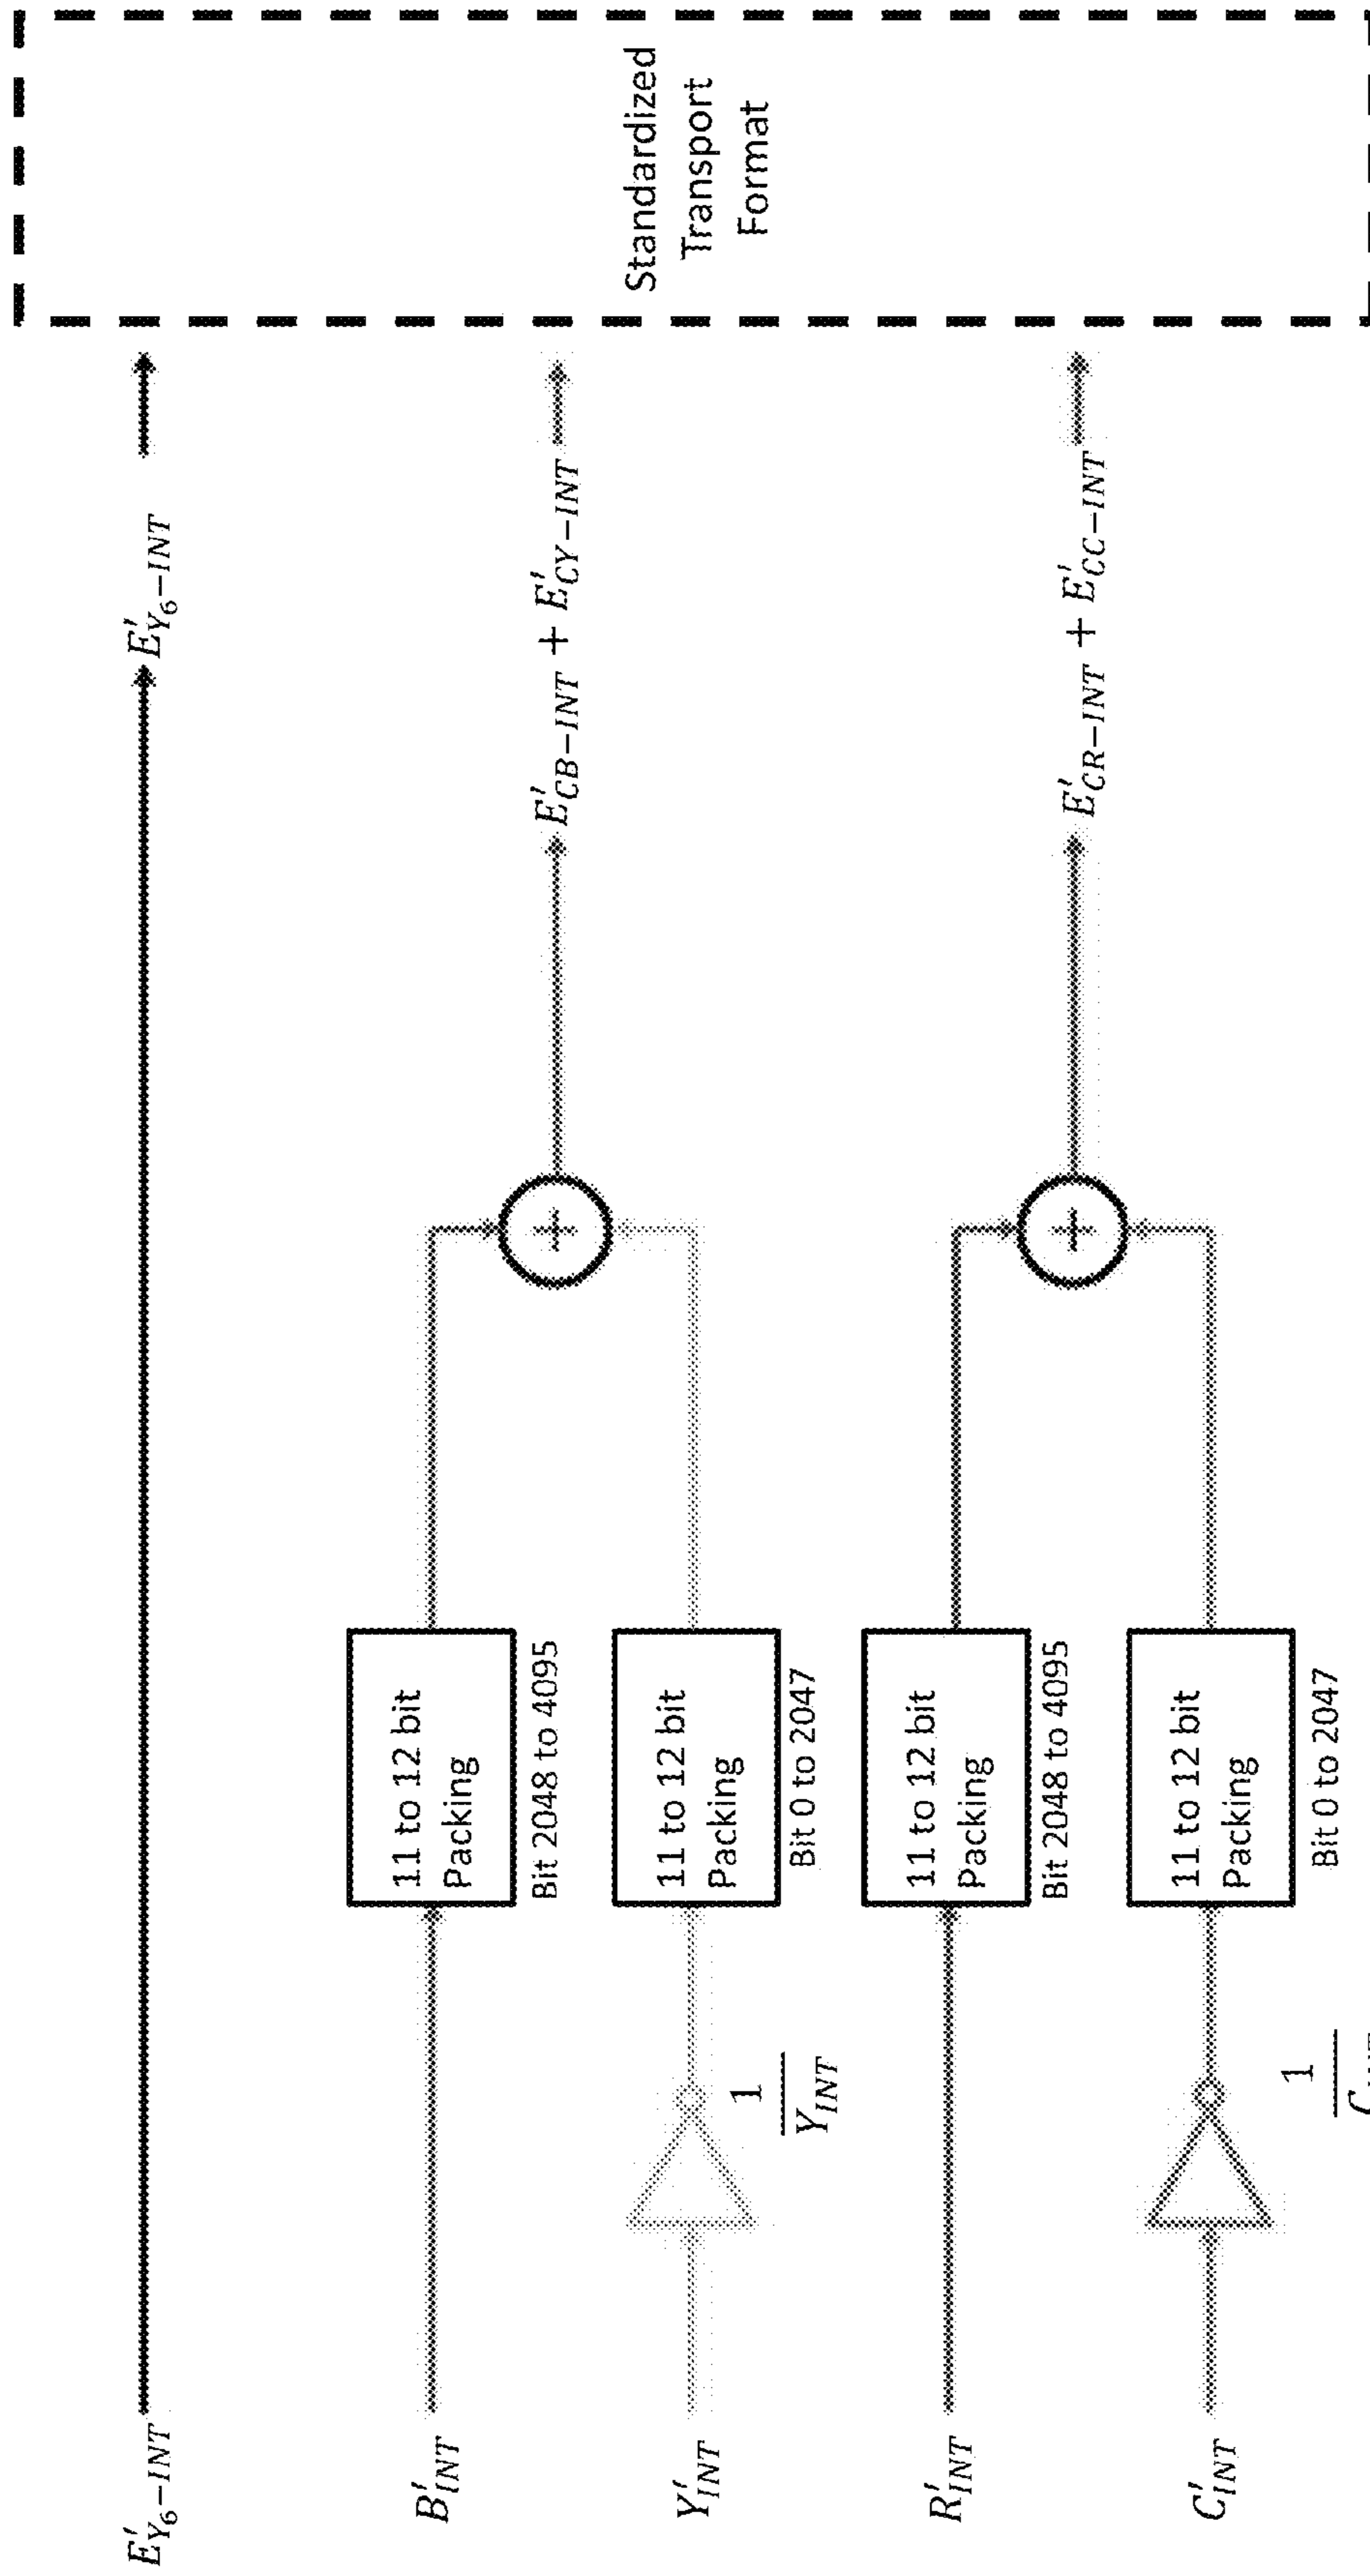 E'_{Y_6-INT}
E'_{Y_6-INT}
B'_{INT}
11 to 12 bit
Packing
Bit 2048 to 4095
E'_{CB-INT} + E'_{CY-INT}
Y'_{INT}
1
Y_{INT}
11 to 12 bit
Packing
Bit 0 to 2047
R'_{INT}
11 to 12 bit
Packing
Bit 2048 to 4095
E'_{CR-INT} + E'_{CC-INT}
C'_{INT}
1
11 to 12 bit
Packing
Bit 0 to 2047
Standardized
Transport
Format